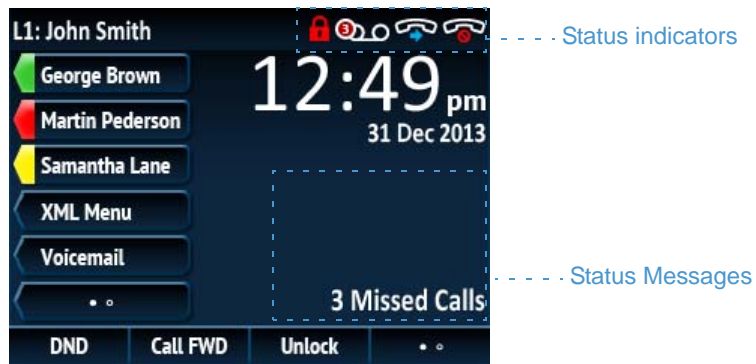 L1: John Smith
3
Status indicators
George Brown
12:49 pm
Martin Pederson
31 Dec 2013
Samantha Lane
XML Menu
Voicemail
Status Messages
3 Missed Calls
DND
Call FWD
Unlock